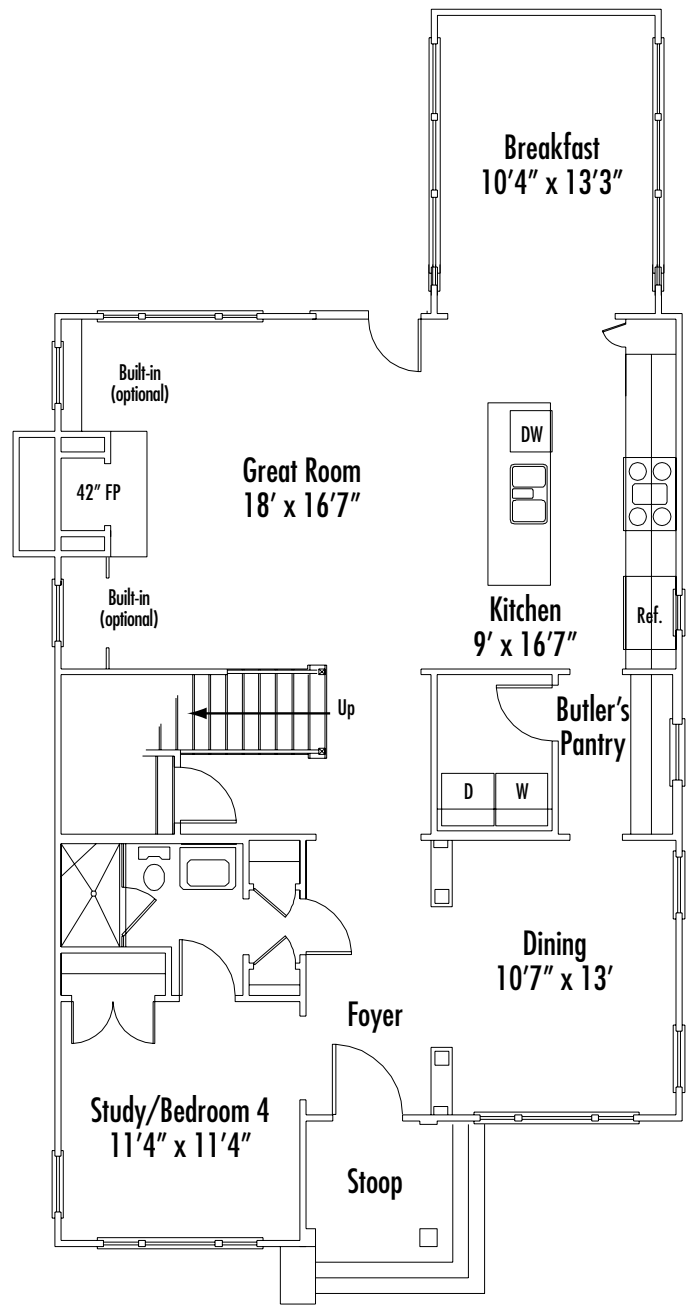 Breakfast
10'4” x 13'3”
Built-in
(optional)
42” FP
Great Room
18' x 16'7”
DW
Built-in
(optional)
Kitchen
9' x 16'7”
Ref.
Up
Butler's
Pantry
D
W
Dining
10'7” x 13'
Foyer
Study/Bedroom 4
11'4” x 11'4”
Stoop